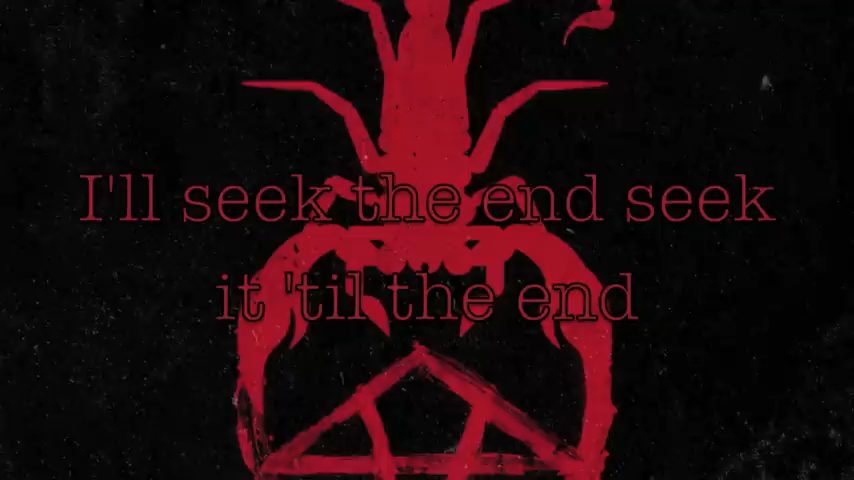 I'll seek the end seek
it 'til the end